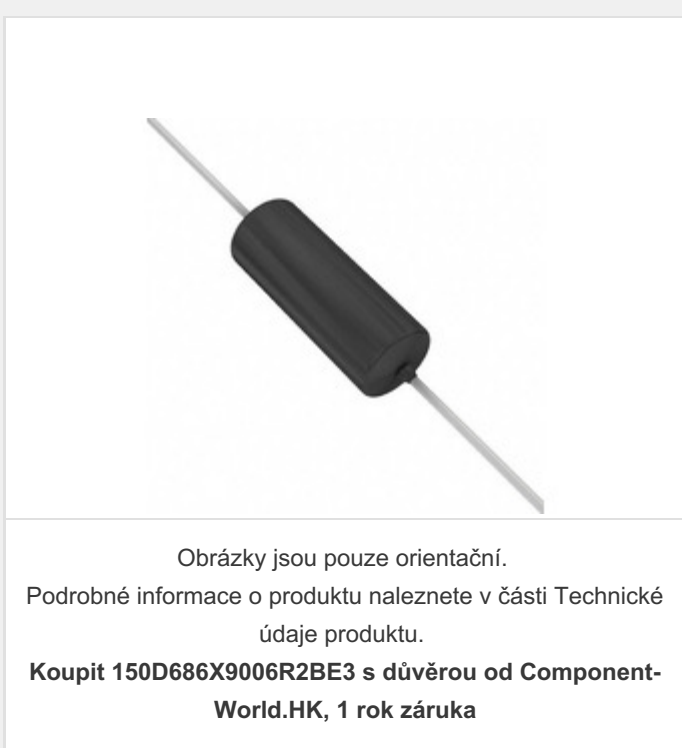 Obrázky jsou pouze orientační.
Podrobné informace o produktu naleznete v části Technické
údaje produktu.
Koupit 150D686X9006R2BE3 s důvěrou od Component-
World.HK, 1 rok záruka